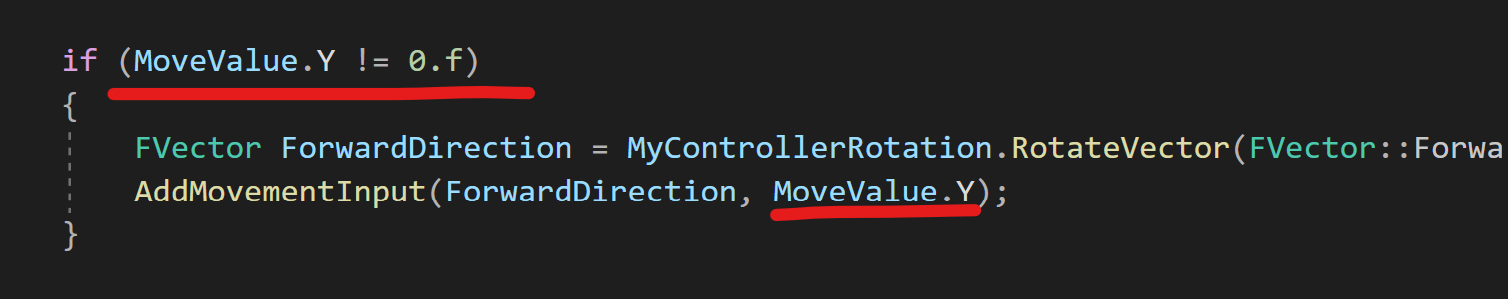 if (MoveValue.Y != 0.f)
{
FVector ForwardDirection = MyControllerRotation.RotateVector(FVector::Forwa
AddMovementInput(ForwardDirection, MoveValue.Y);
}